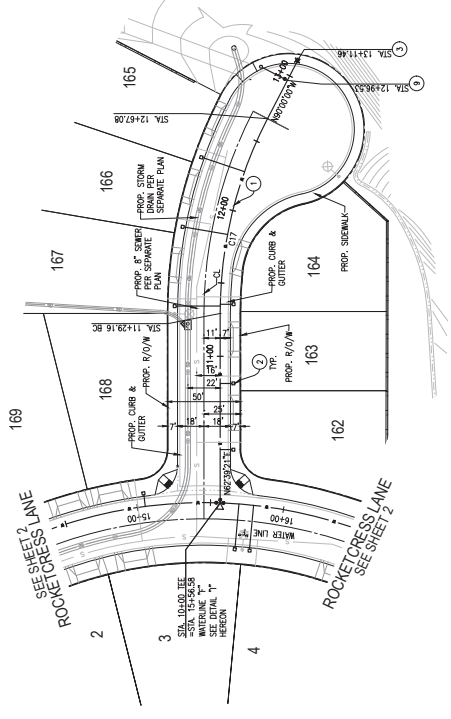 169
168
167
166
165
164
163
162
2
3
4
SEE SHEET 2
ROCKETCRESS LANE
ROCKETCRESS LANE
SEE SHEET 2
15+00
16+00
WATER LINE
STA. 10+00 TEE
=STA. 15+56.58
WATERLINE "F"
SEE DETAIL "1"
HEREON
N62°39'21"E
PROP. CURB &
GUTTER
PROP. R/O/W
7'
18'
18'
7'
50'
25'
22'
16'
11'
7'
11+00
STA. 11+29.16 BC
PROP. 8" SEWER
PER SEPARATE
PLAN
PROP. STORM
DRAIN PER
SEPARATE PLAN
CL
C17
12+00
1
STA. 12+67.08
13+00
N90°00'00"W
STA. 13+11.46
3
STA. 12+96.53
9
PROP. CURB &
GUTTER
PROP. SIDEWALK
2
TYP.
PROP. R/O/W
S
S
S